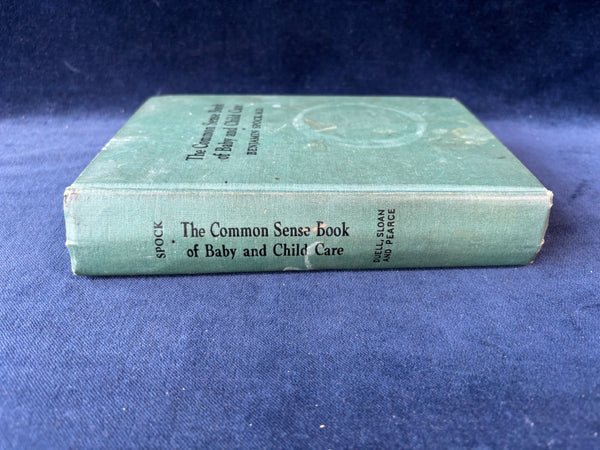 The Common Sense Book
of Baby and Child Care
BENJAMIN SPOCK, M.D.
SPOCK
The Common Sense Book
of Baby and Child Care
DUELL, SLOAN
AND PEARCE